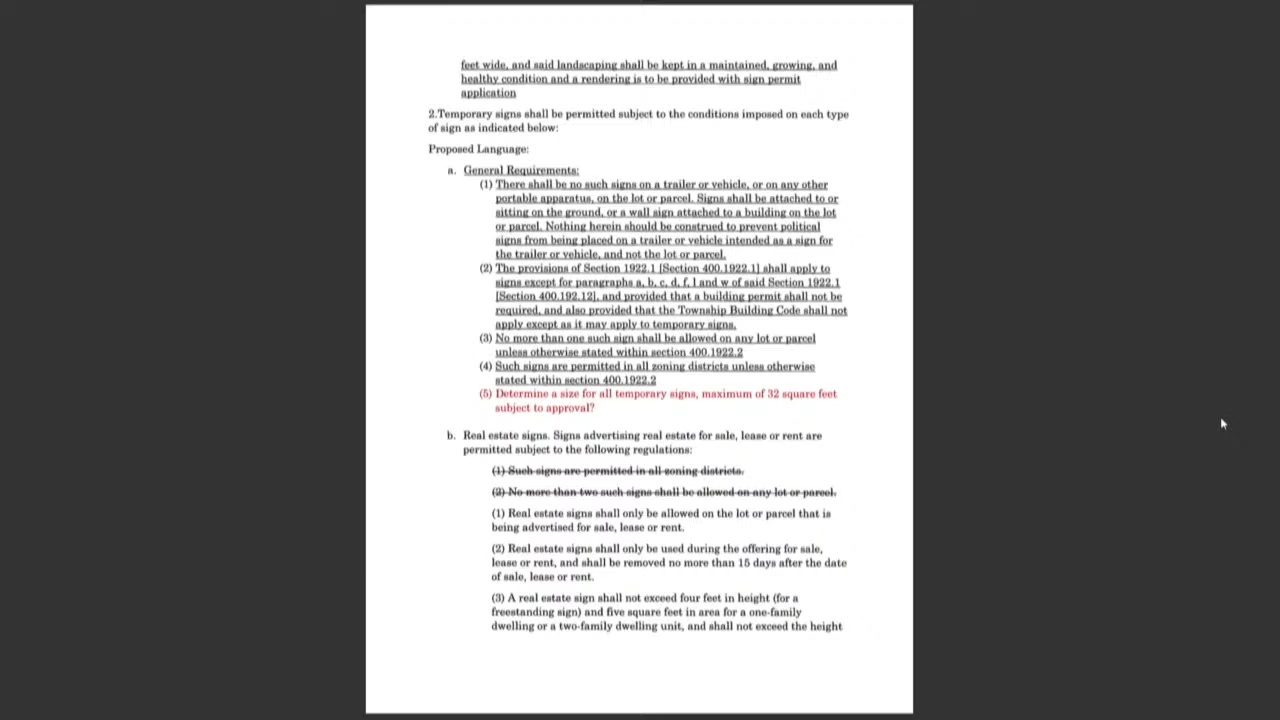 feet wide, and said landscaping shall be kept in a maintained, growing, and
healthy condition and a rendering is to be provided with sign permit
application
2.Temporary signs shall be permitted subject to the conditions imposed on each type
of sign as indicated below:
Proposed Language:
a. General Requirements:
(1) There shall be no such signs on a trailer or vehicle, or on any other
portable apparatus, on the lot or parcel. Signs shall be attached to or
sitting on the ground, or a wall sign attached to a building on the lot
or parcel. Nothing herein should be construed to prevent political
signs from being placed on a trailer or vehicle intended as a sign for
the trailer or vehicle, and not the lot or parcel.
(2) The provisions of Section 1922.1 [Section 400.1922.1] shall apply to
signs except for paragraphs a, b, c, d, f, l and w of said Section 1922.1
[Section 400.192.12], and provided that a building permit shall not be
required, and also provided that the Township Building Code shall not
apply except as it may apply to temporary signs.
(3) No more than one such sign shall be allowed on any lot or parcel
unless otherwise stated within section 400.1922.2
(4) Such signs are permitted in all zoning districts unless otherwise
stated within section 400.1922.2
(5) Determine a size for all temporary signs, maximum of 32 square feet
subject to approval?
b. Real estate signs. Signs advertising real estate for sale, lease or rent are
permitted subject to the following regulations:
(1) Such signs are permitted in all zoning districts.
(2) No more than two such signs shall be allowed on any lot or parcel.
(1) Real estate signs shall only be allowed on the lot or parcel that is
being advertised for sale, lease or rent.
(2) Real estate signs shall only be used during the offering for sale,
lease or rent, and shall be removed no more than 15 days after the date
of sale, lease or rent.
(3) A real estate sign shall not exceed four feet in height (for a
freestanding sign) and five square feet in area for a one-family
dwelling or a two-family dwelling unit, and shall not exceed the height